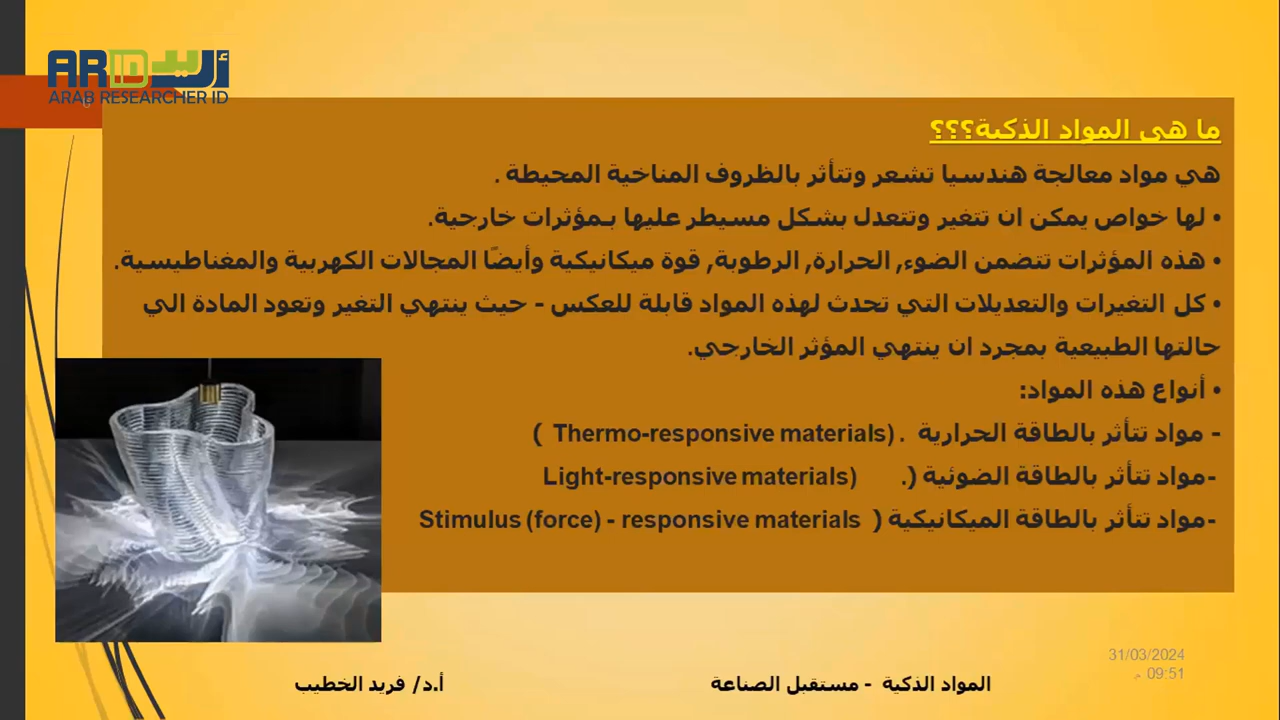 ARID أريد
ARAB RESEARCHER ID
ما هى المواد الذكية؟؟؟
هي مواد معالجة هندسيا تشعر وتتأثر بالظروف المناخية المحيطة .
• لها خواص يمكن ان تتغير وتتعدل بشكل مسيطر عليها بـمؤثرات خارجية.
• هذه المؤثرات تتضمن الضوء, الحرارة, الرطوبة, قوة ميكانيكية وأيضًا المجالات الكهربية والمغناطيسية.
• كل التغيرات والتعديلات التي تحدث لهذه المواد قابلة للعكس - حيث ينتهي التغير وتعود المادة الي
حالتها الطبيعية بمجرد ان ينتهي المؤثر الخارجي.
• أنواع هذه المواد:
- مواد تتأثر بالطاقة الحرارية . (Thermo-responsive materials )
-مواد تتأثر بالطاقة الضوئية (. (Light-responsive materials
-مواد تتأثر بالطاقة الميكانيكية ( Stimulus (force) - responsive materials
31/03/2024
09:51 م
المواد الذكية - مستقبل الصناعة
أ.د/ فريد الخطيب